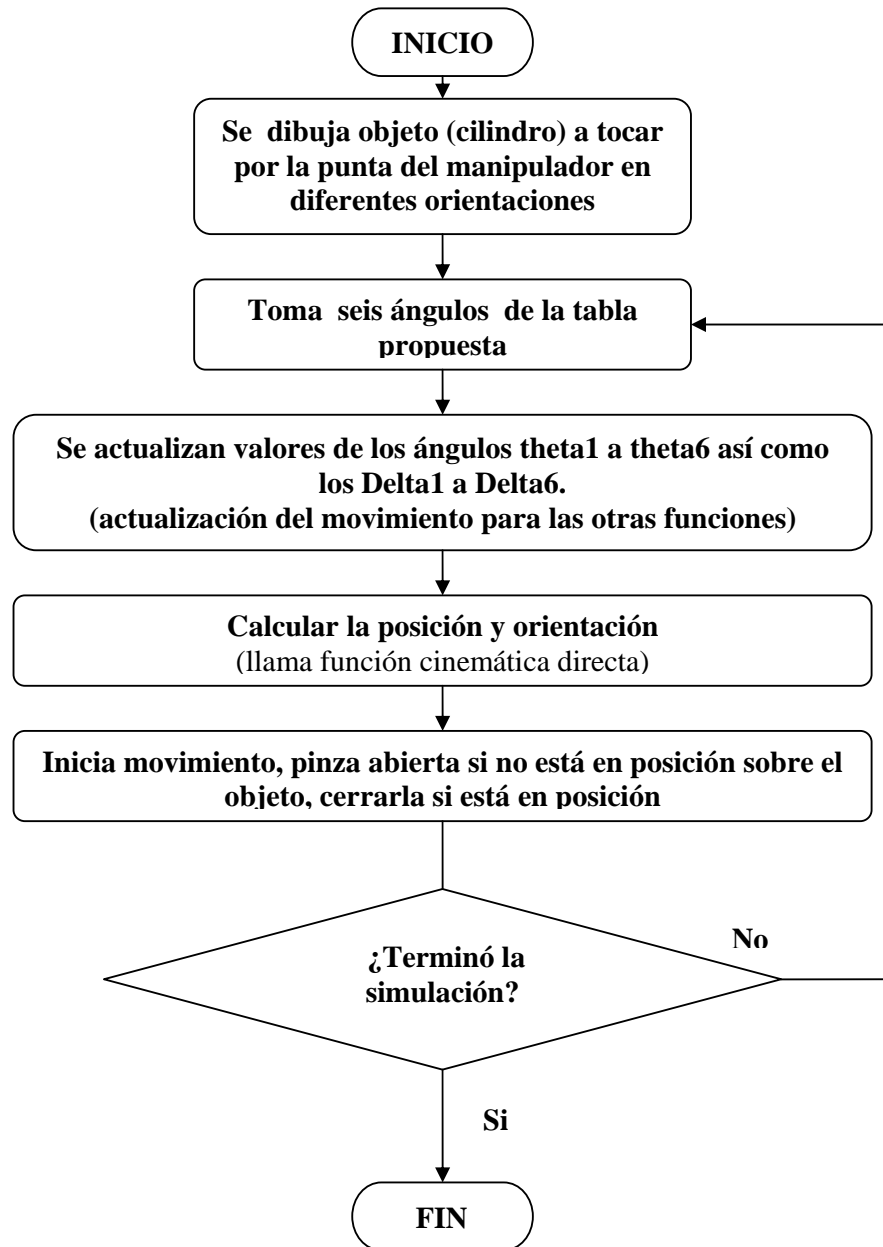 INICIO
Se dibuja objeto (cilindro) a tocar
por la punta del manipulador en
diferentes orientaciones
Toma seis ángulos de la tabla
propuesta
Se actualizan valores de los ángulos theta1 a theta6 así como
los Delta1 a Delta6.
(actualización del movimiento para las otras funciones)
Calcular la posición y orientación
(llama función cinemática directa)
Inicia movimiento, pinza abierta si no está en posición sobre el
objeto, cerrarla si está en posición
¿Terminó la
simulación?
No
Si
FIN